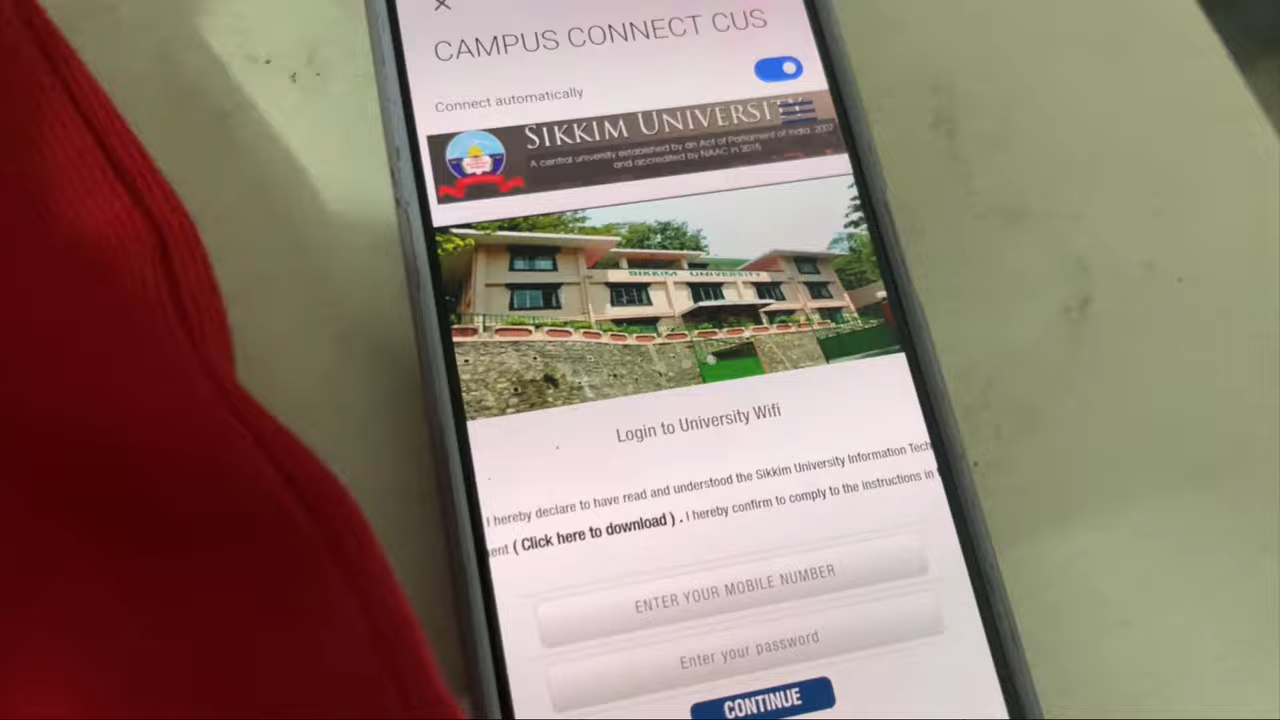 CAMPUS CONNECT CUS
Connect automatically
SIKKIM UNIVERSITY
A central university established by an Act of Parliament of India, 2007
and accredited by NAAC in 2015
SIKKIM UNIVERSITY
Login to University Wifi
I hereby declare to have read and understood the Sikkim University Information Tech
ent ( Click here to download ) . I hereby confirm to comply to the instructions in
ENTER YOUR MOBILE NUMBER
Enter your password
CONTINUE